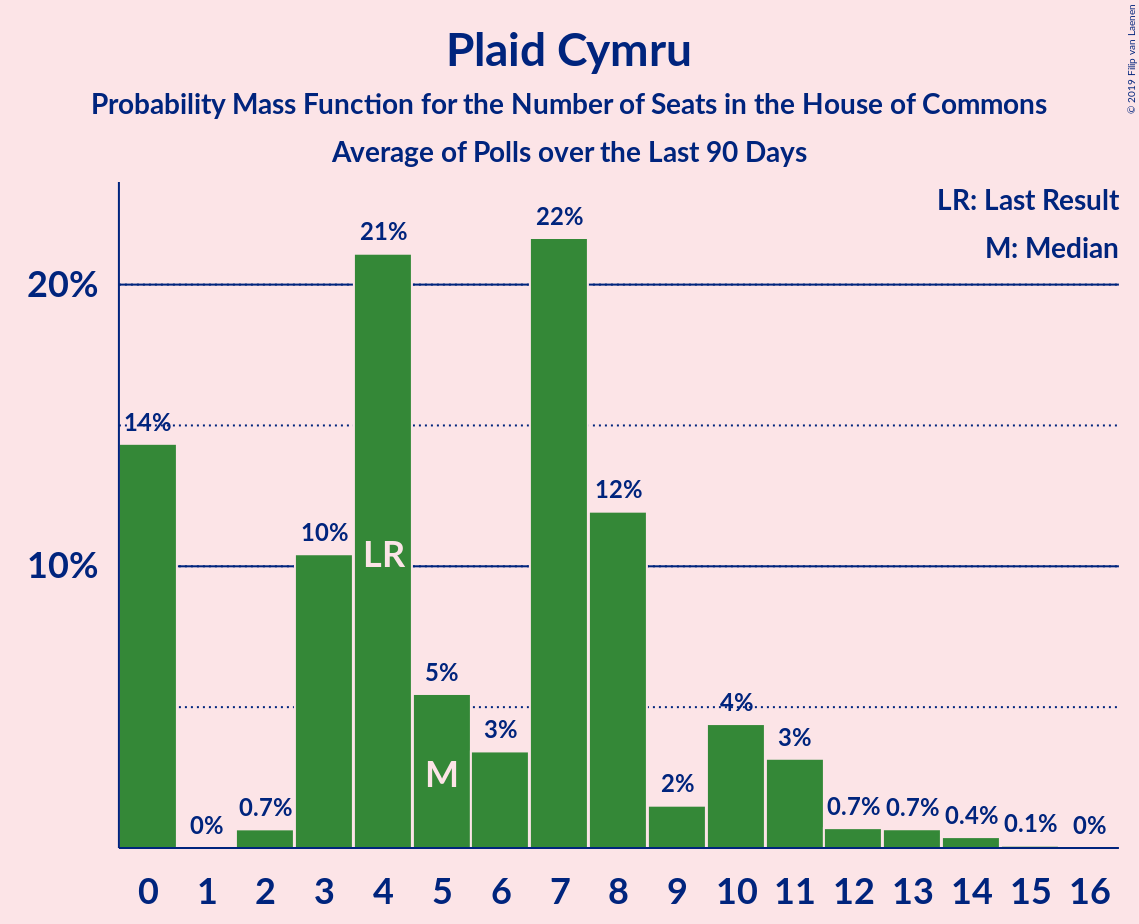 Plaid Cymru
Probability Mass Function for the Number of Seats in the House of Commons
Average of Polls over the Last 90 Days
© 2019 Filip van Laenen
LR: Last Result
M: Median
20%
10%
14%
0%
0.7%
10%
21%
5%
3%
22%
12%
2%
4%
3%
0.7%
0.7%
0.4%
0.1%
0%
LR
M
0 1 2 3 4 5 6 7 8 9 10 11 12 13 14 15 16